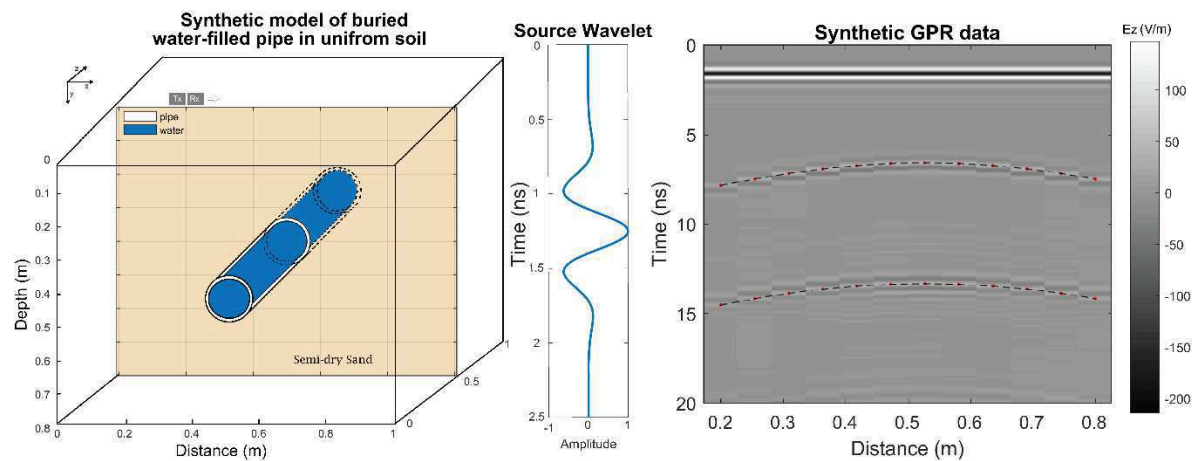 Synthetic model of buried
water-filled pipe in unifrom soil
z
x
y
Tx Rx
pipe
water
0
0.1
0.2
0.3
0.4
0.5
0.6
0.7
0.8
Depth (m)
Semi-dry Sand
0 0.2 0.4 0.6 0.8 1
Distance (m)
0
0.5
1
Source Wavelet
0
0.5
1
1.5
2
2.5
Time (ns)
-1 0 1
Amplitude
Synthetic GPR data
0
5
10
15
20
Time (ns)
0.2 0.3 0.4 0.5 0.6 0.7 0.8
Distance (m)
Ez (V/m)
100
50
0
-50
-100
-150
-200